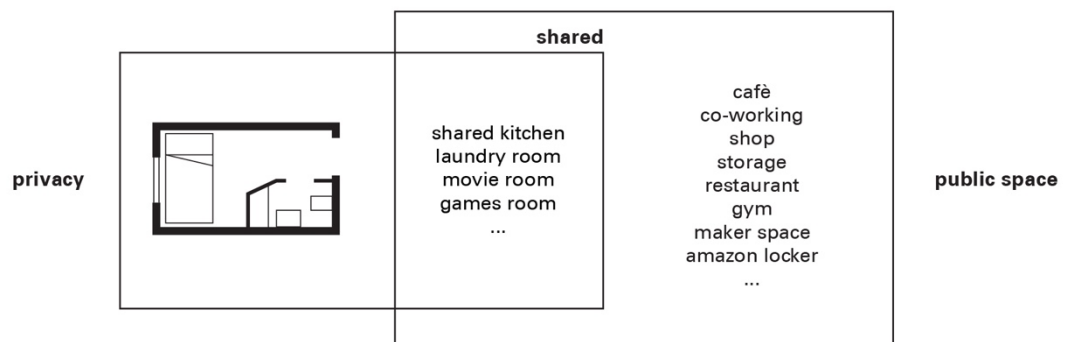 shared
privacy
shared kitchen
laundry room
movie room
games room
...
cafè
co-working
shop
storage
restaurant
gym
maker space
amazon locker
...
public space